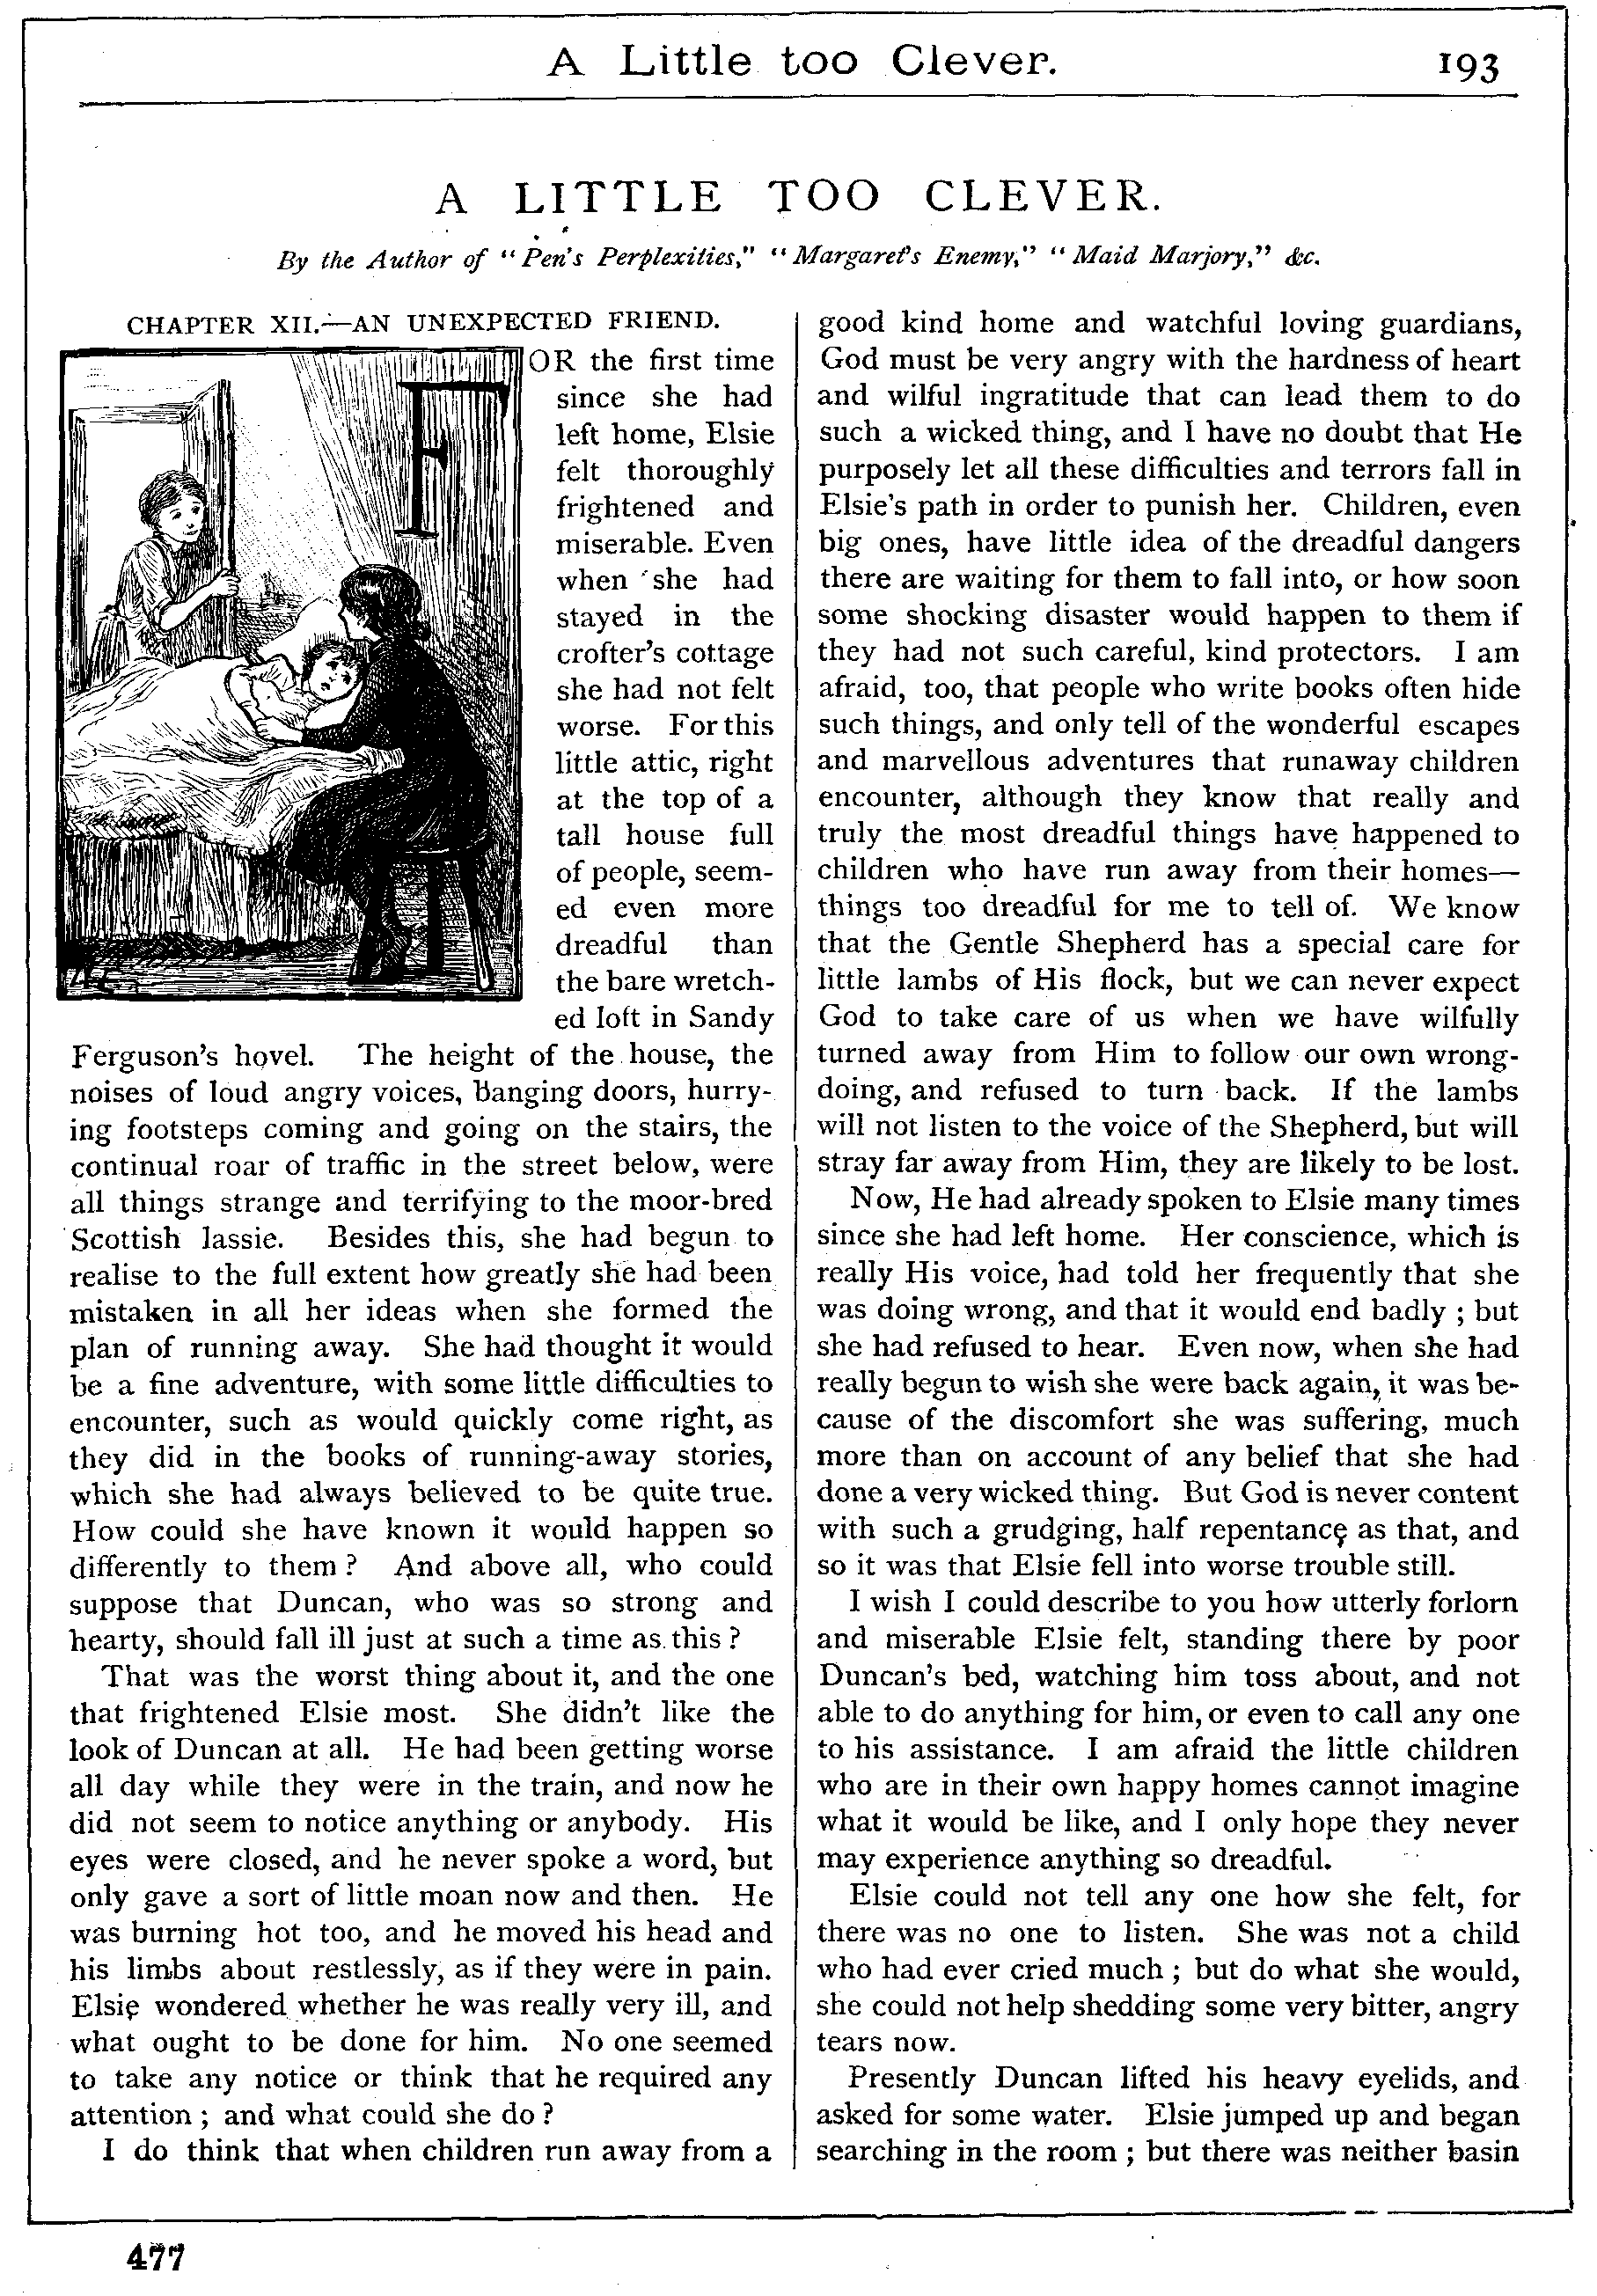 A Little too Clever.
193
A LITTLE TOO CLEVER.
By the Author of "Pen's Perplexities," "Margaret's Enemy," "Maid Marjory," &c.
CHAPTER XII.—AN UNEXPECTED FRIEND.
FOR the first time
since she had
left home, Elsie
felt thoroughly
frightened and
miserable. Even
when she had
stayed in the
crofter's cottage
she had not felt
worse. For this
little attic, right
at the top of a
tall house full
of people, seem-
ed even more
dreadful than
the bare wretch-
ed loft in Sandy
Ferguson's hovel. The height of the house, the
noises of loud angry voices, banging doors, hurry-
ing footsteps coming and going on the stairs, the
continual roar of traffic in the street below, were
all things strange and terrifying to the moor-bred
Scottish lassie. Besides this, she had begun to
realise to the full extent how greatly she had been
mistaken in all her ideas when she formed the
plan of running away. She had thought it would
be a fine adventure, with some little difficulties to
encounter, such as would quickly come right, as
they did in the books of running-away stories,
which she had always believed to be quite true.
How could she have known it would happen so
differently to them? And above all, who could
suppose that Duncan, who was so strong and
hearty, should fall ill just at such a time as this?
That was the worst thing about it, and the one
that frightened Elsie most. She didn't like the
look of Duncan at all. He had been getting worse
all day while they were in the train, and now he
did not seem to notice anything or anybody. His
eyes were closed, and he never spoke a word, but
only gave a sort of little moan now and then. He
was burning hot too, and he moved his head and
his limbs about restlessly, as if they were in pain.
Elsie wondered whether he was really very ill, and
what ought to be done for him. No one seemed
to take any notice or think that he required any
attention; and what could she do?
I do think that when children run away from a
good kind home and watchful loving guardians,
God must be very angry with the hardness of heart
and wilful ingratitude that can lead them to do
such a wicked thing, and I have no doubt that He
purposely let all these difficulties and terrors fall in
Elsie's path in order to punish her. Children, even
big ones, have little idea of the dreadful dangers
there are waiting for them to fall into, or how soon
some shocking disaster would happen to them if
they had not such careful, kind protectors. I am
afraid, too, that people who write books often hide
such things, and only tell of the wonderful escapes
and marvellous adventures that runaway children
encounter, although they know that really and
truly the most dreadful things have happened to
children who have run away from their homes—
things too dreadful for me to tell of. We know
that the Gentle Shepherd has a special care for
little lambs of His flock, but we can never expect
God to take care of us when we have wilfully
turned away from Him to follow our own wrong-
doing, and refused to turn back. If the lambs
will not listen to the voice of the Shepherd, but will
stray far away from Him, they are likely to be lost.
Now, He had already spoken to Elsie many times
since she had left home. Her conscience, which is
really His voice, had told her frequently that she
was doing wrong, and that it would end badly; but
she had refused to hear. Even now, when she had
really begun to wish she were back again, it was be-
cause of the discomfort she was suffering, much
more than on account of any belief that she had
done a very wicked thing. But God is never content
with such a grudging, half repentance as that, and
so it was that Elsie fell into worse trouble still.
I wish I could describe to you how utterly forlorn
and miserable Elsie felt, standing there by poor
Duncan's bed, watching him toss about, and not
able to do anything for him, or even to call any one
to his assistance. I am afraid the little children
who are in their own happy homes cannot imagine
what it would be like, and I only hope they never
may experience anything so dreadful.
Elsie could not tell any one how she felt, for
there was no one to listen. She was not a child
who had ever cried much; but do what she would,
she could not help shedding some very bitter, angry
tears now.
Presently Duncan lifted his heavy eyelids, and
asked for some water. Elsie jumped up and began
searching in the room; but there was neither basin
477